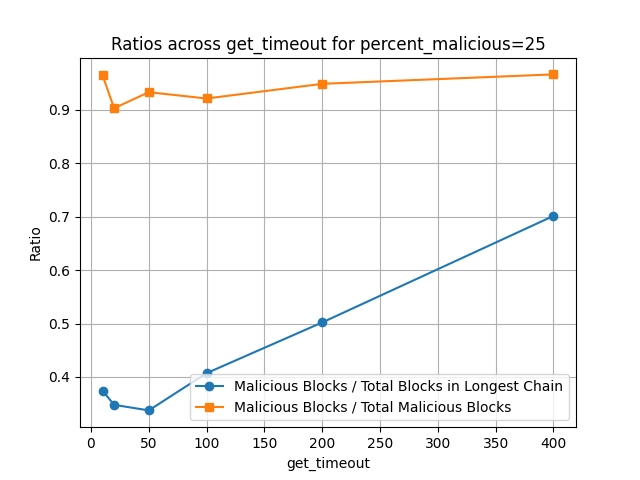 Ratios across get_timeout for percent_malicious=25
Ratio
0.9
0.8
0.7
0.6
0.5
0.4
Malicious Blocks / Total Blocks in Longest Chain
Malicious Blocks / Total Malicious Blocks
0 50 100 150 200 250 300 350 400
get_timeout